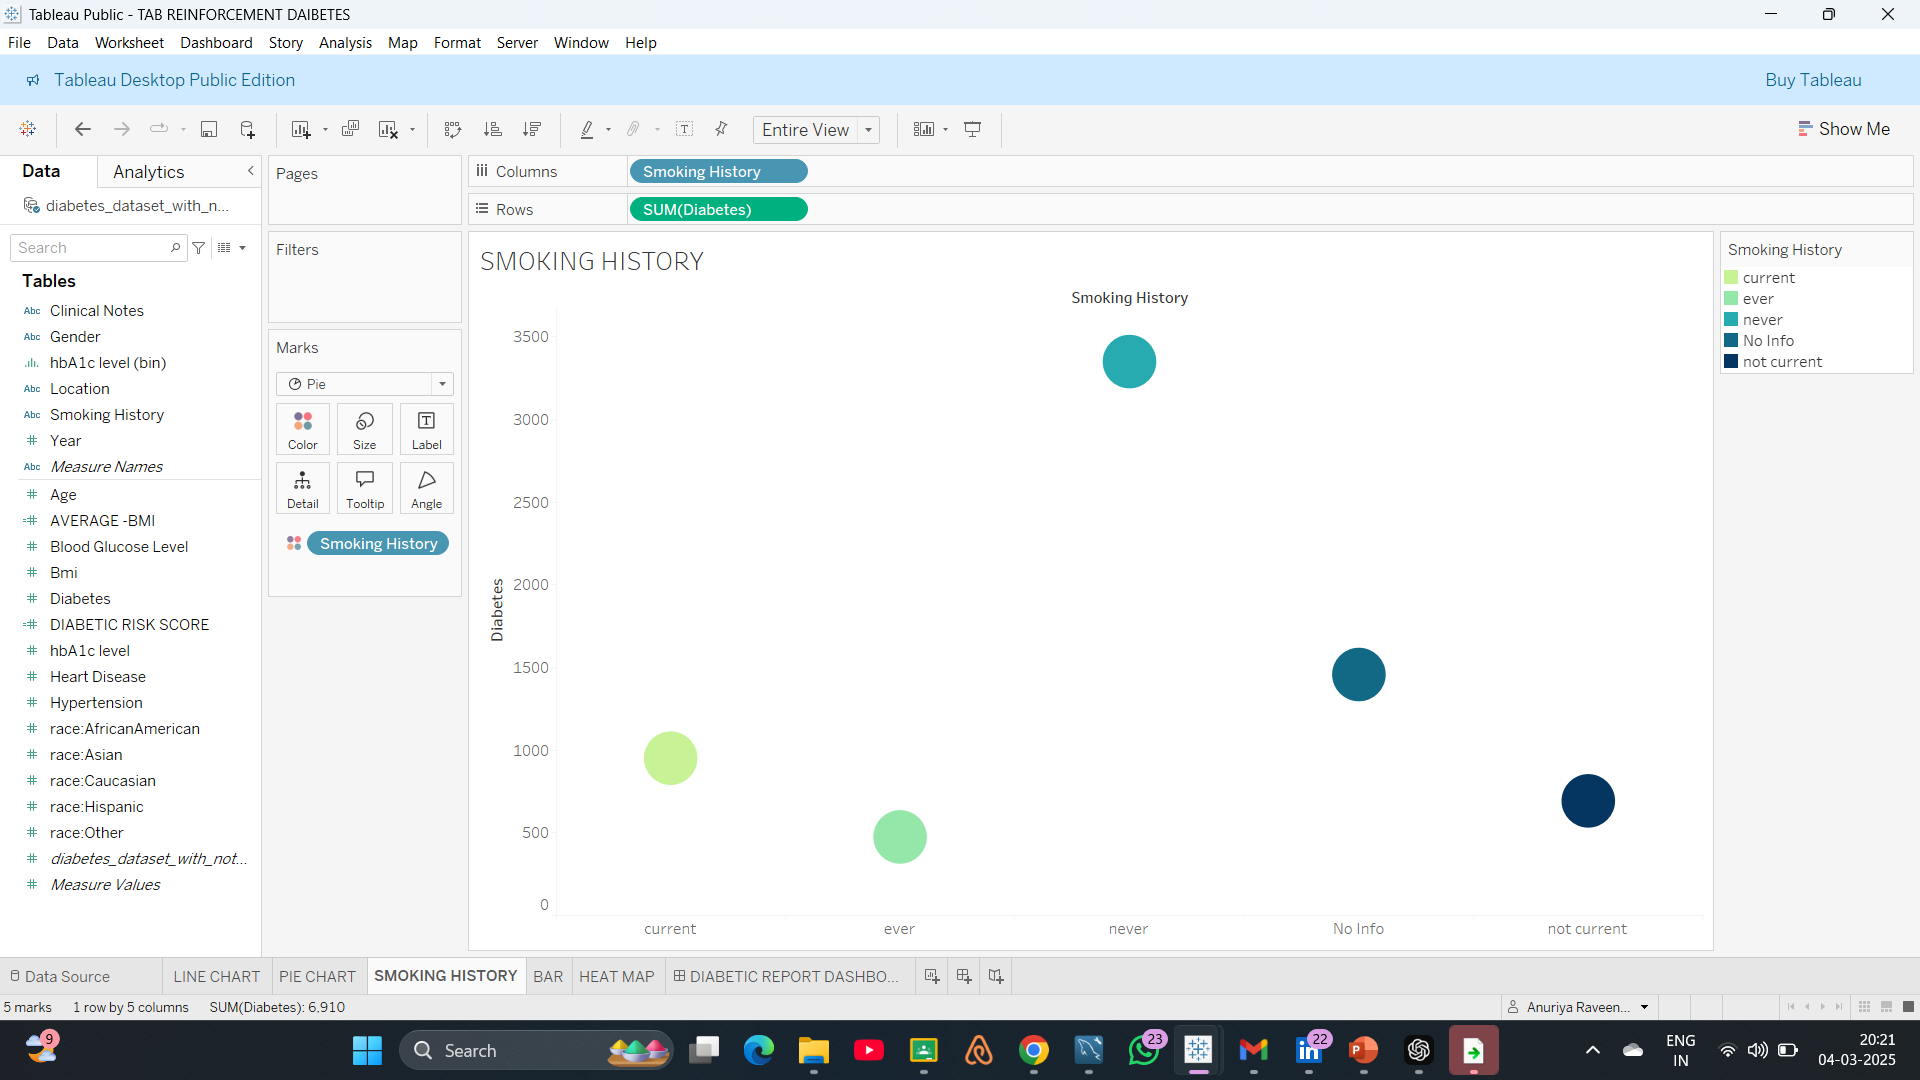 Tableau Public - TAB REINFORCEMENT DAIBETES
File Data Worksheet Dashboard Story Analysis Map Format Server Window Help
Tableau Desktop Public Edition
Buy Tableau
Entire View
Show Me
Data
Analytics
diabetes_dataset_with_n...
Search
Tables
Abc Clinical Notes
Abc Gender
hbA1c level (bin)
Abc Location
Abc Smoking History
# Year
Abc Measure Names
# Age
=# AVERAGE -BMI
# Blood Glucose Level
# Bmi
# Diabetes
=# DIABETIC RISK SCORE
# hbA1c level
# Heart Disease
# Hypertension
# race:AfricanAmerican
# race:Asian
# race:Caucasian
# race:Hispanic
# race:Other
# diabetes_dataset_with_not...
# Measure Values
Pages
Filters
Marks
Pie
Color Size Label
Detail Tooltip Angle
Smoking History
Columns Smoking History
Rows SUM(Diabetes)
SMOKING HISTORY
Smoking History
Diabetes
3500
3000
2500
2000
1500
1000
500
0
current ever never No Info not current
Smoking History
current
ever
never
No Info
not current
Data Source LINE CHART PIE CHART SMOKING HISTORY BAR HEAT MAP DIABETIC REPORT DASHBO...
5 marks 1 row by 5 columns SUM(Diabetes): 6,910
Anuriya Raveen...
9
Search
23
22
ENG
IN
20:21
04-03-2025